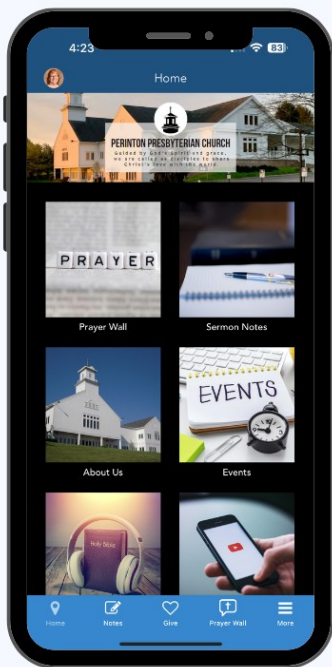 4:23
83
Home
PERINTON PRESBYTERIAN CHURCH
Guided by God's Spirit and grace,
we are called as disciples to share
Christ's love with the world.
PRAYER
Prayer Wall
Sermon Notes
About Us
EVENTS
Events
Holy Bible
Home
Notes
Give
Prayer Wall
More